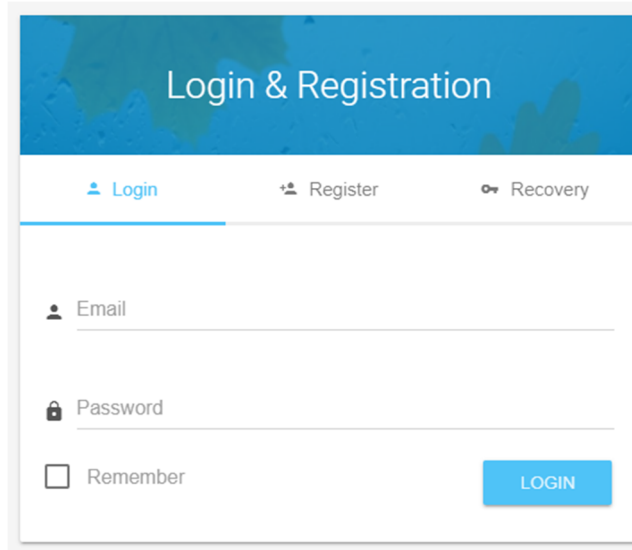 Login & Registration
Login Register Recovery
Email
Password
Remember LOGIN